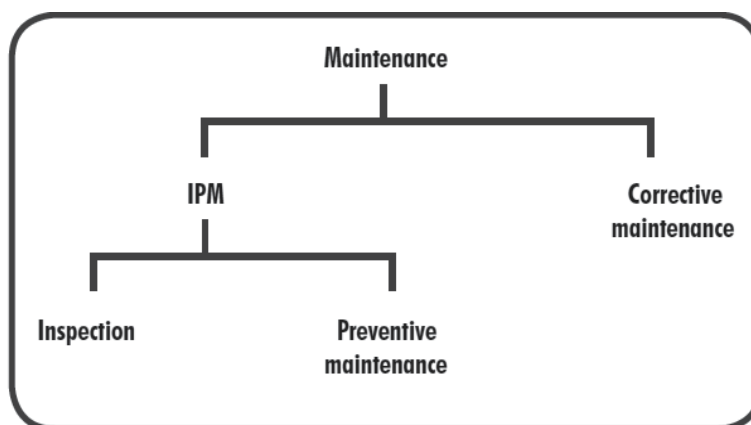 Maintenance
IPM
Corrective
maintenance
Inspection
Preventive
maintenance